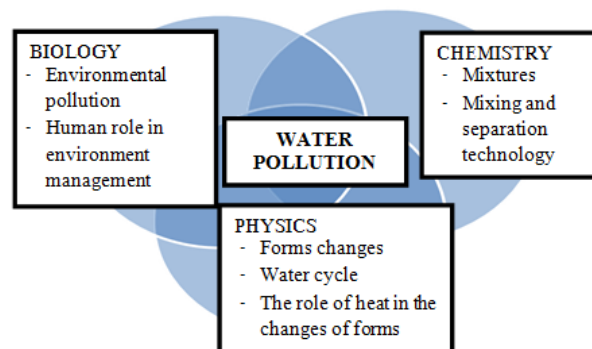 BIOLOGY
- Environmental
pollution
- Human role in
environment
management
CHEMISTRY
- Mixtures
- Mixing and
separation
technology
WATER
POLLUTION
PHYSICS
- Forms changes
- Water cycle
- The role of heat in the
changes of forms